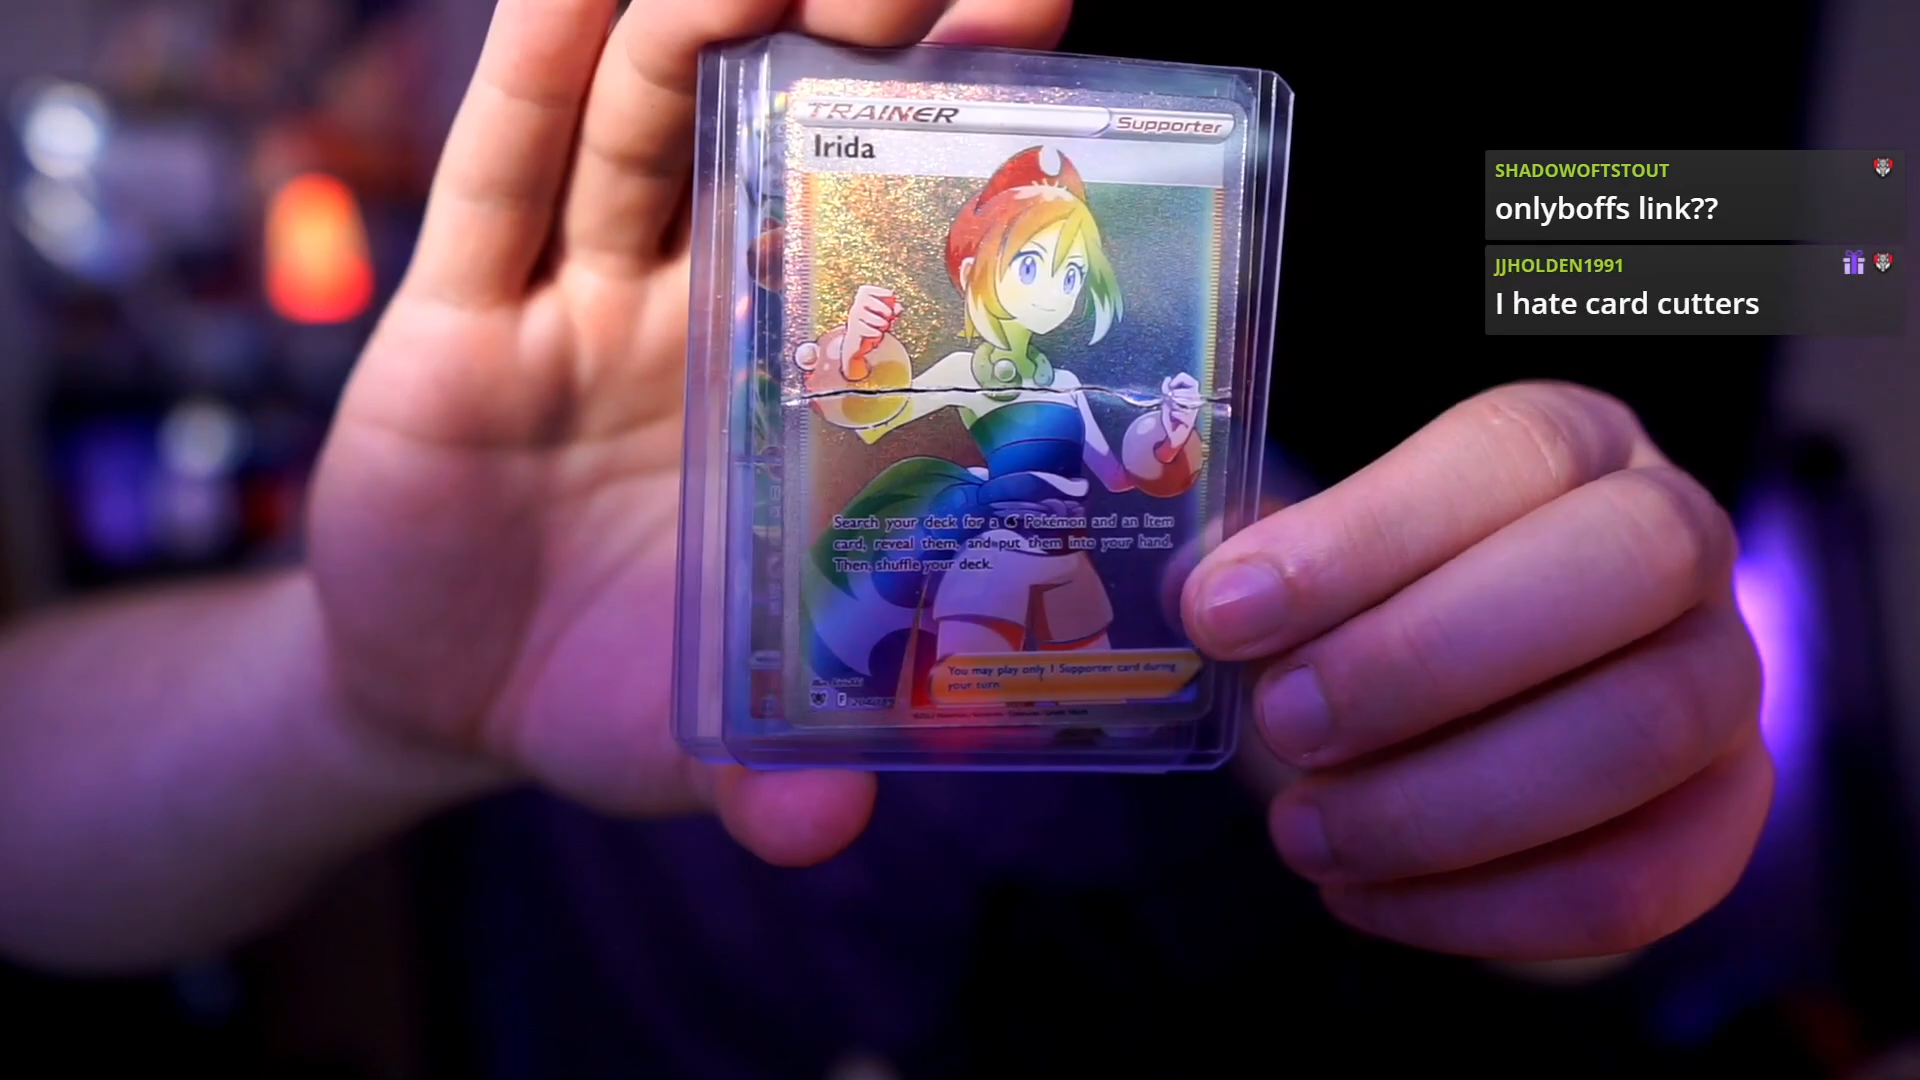 TRAINER
Supporter
Irida
Search your deck for a Pokémon and an Item
card, reveal them, and put them into your hand.
Then, shuffle your deck.
You may play only 1 Supporter card during
your turn.
SHADOWOFTSTOUT
onlyboffs link??
JJHOLDEN1991
I hate card cutters